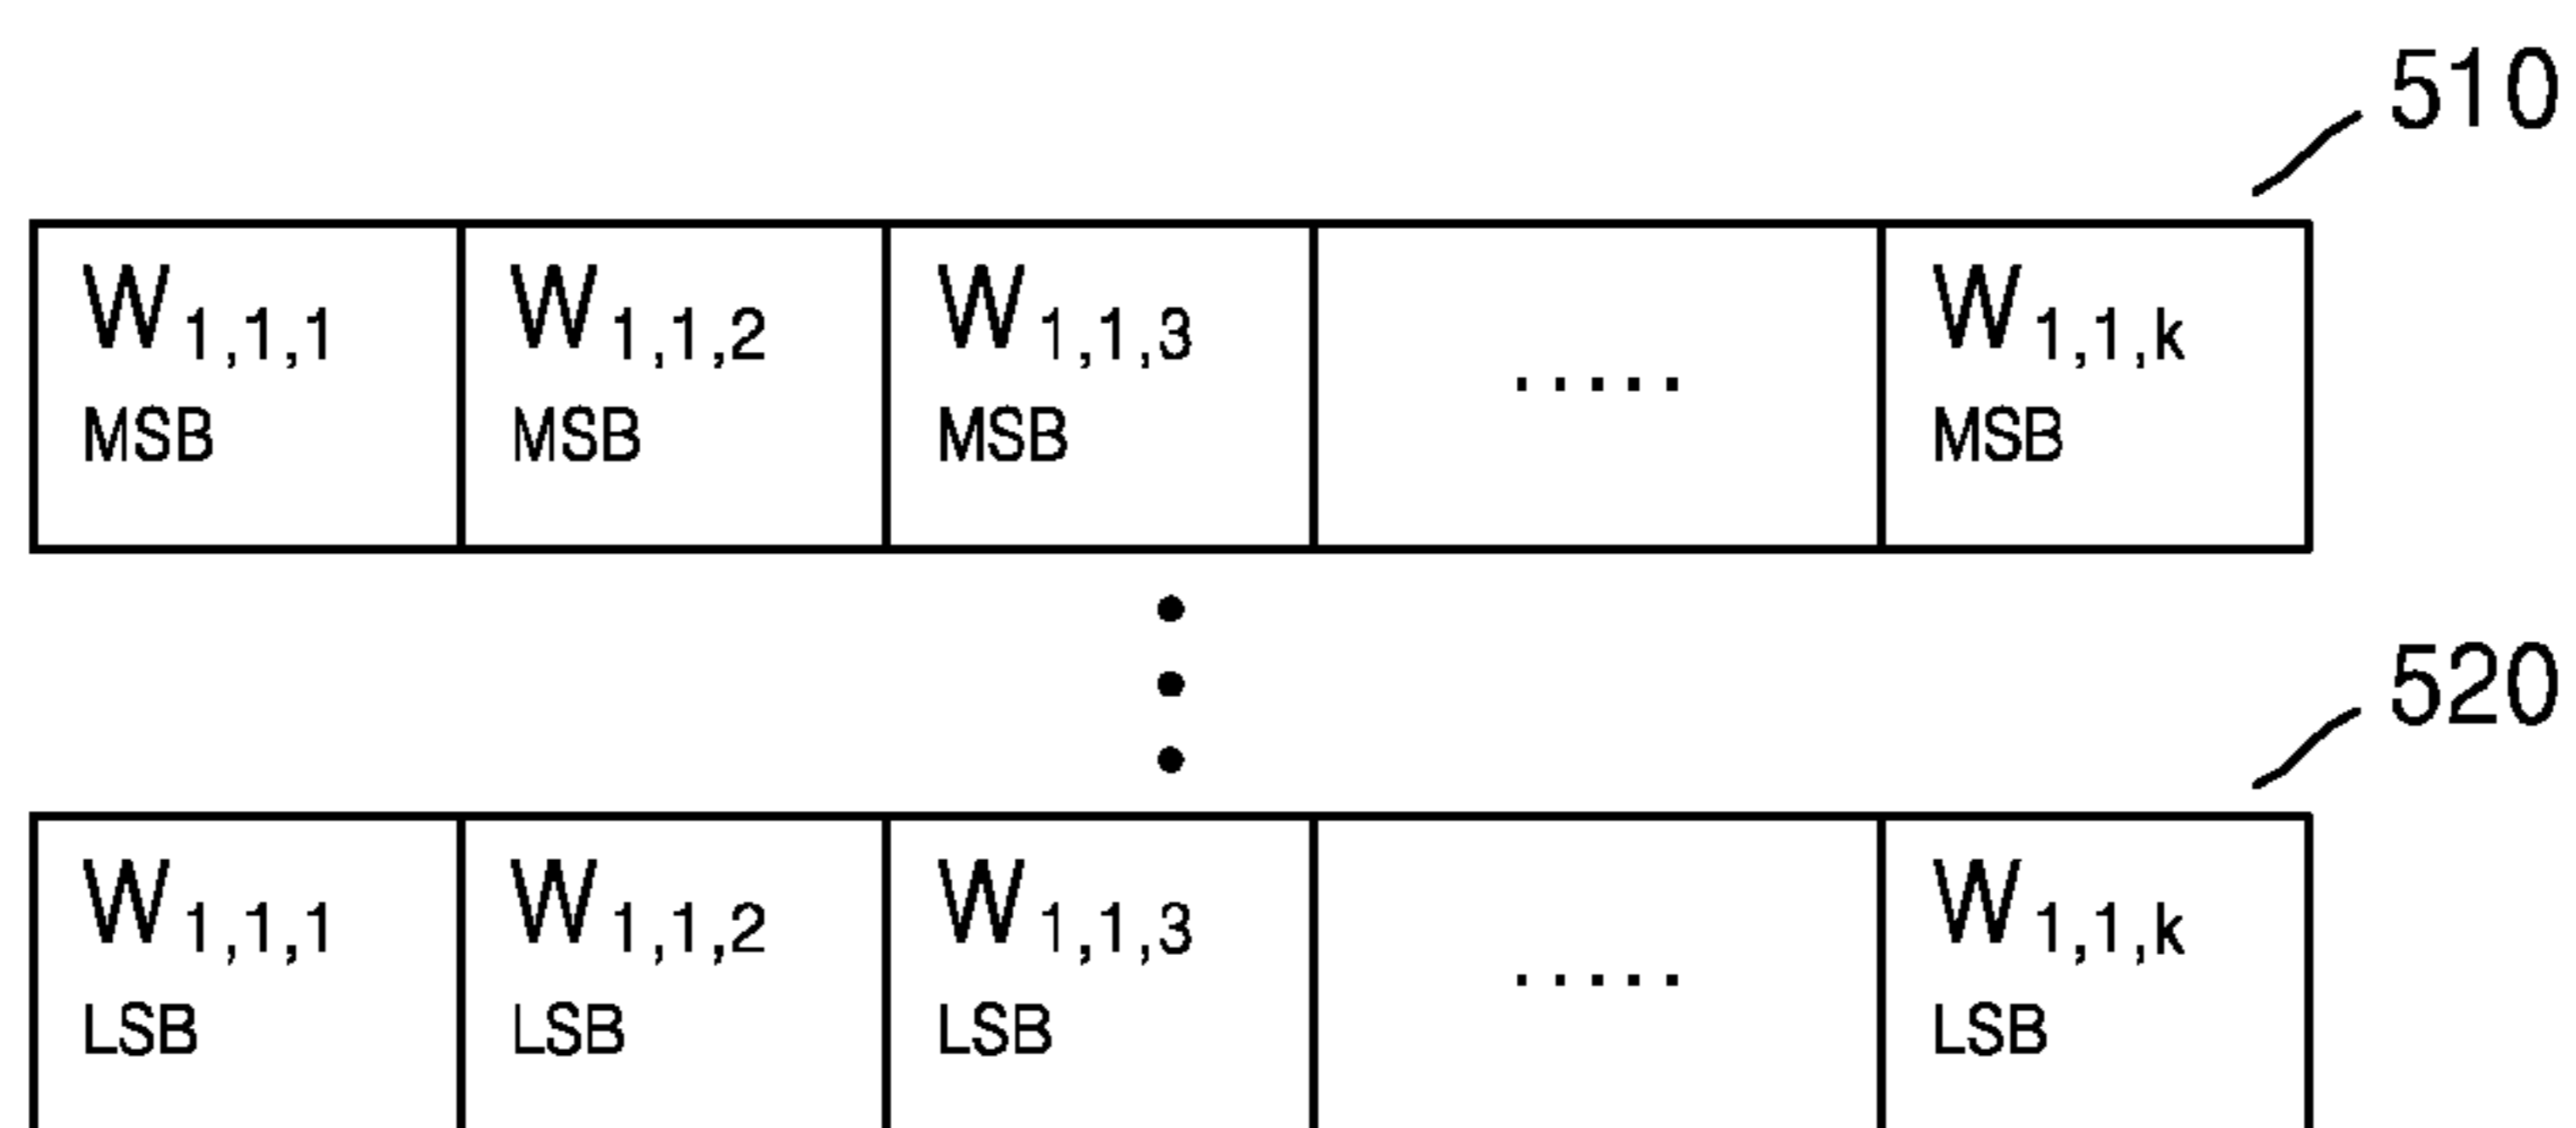 510
W1,1,1 W1,1,2 W1,1,3 ..... W1,1,k
MSB MSB MSB MSB
520
W1,1,1 W1,1,2 W1,1,3 ..... W1,1,k
LSB LSB LSB LSB